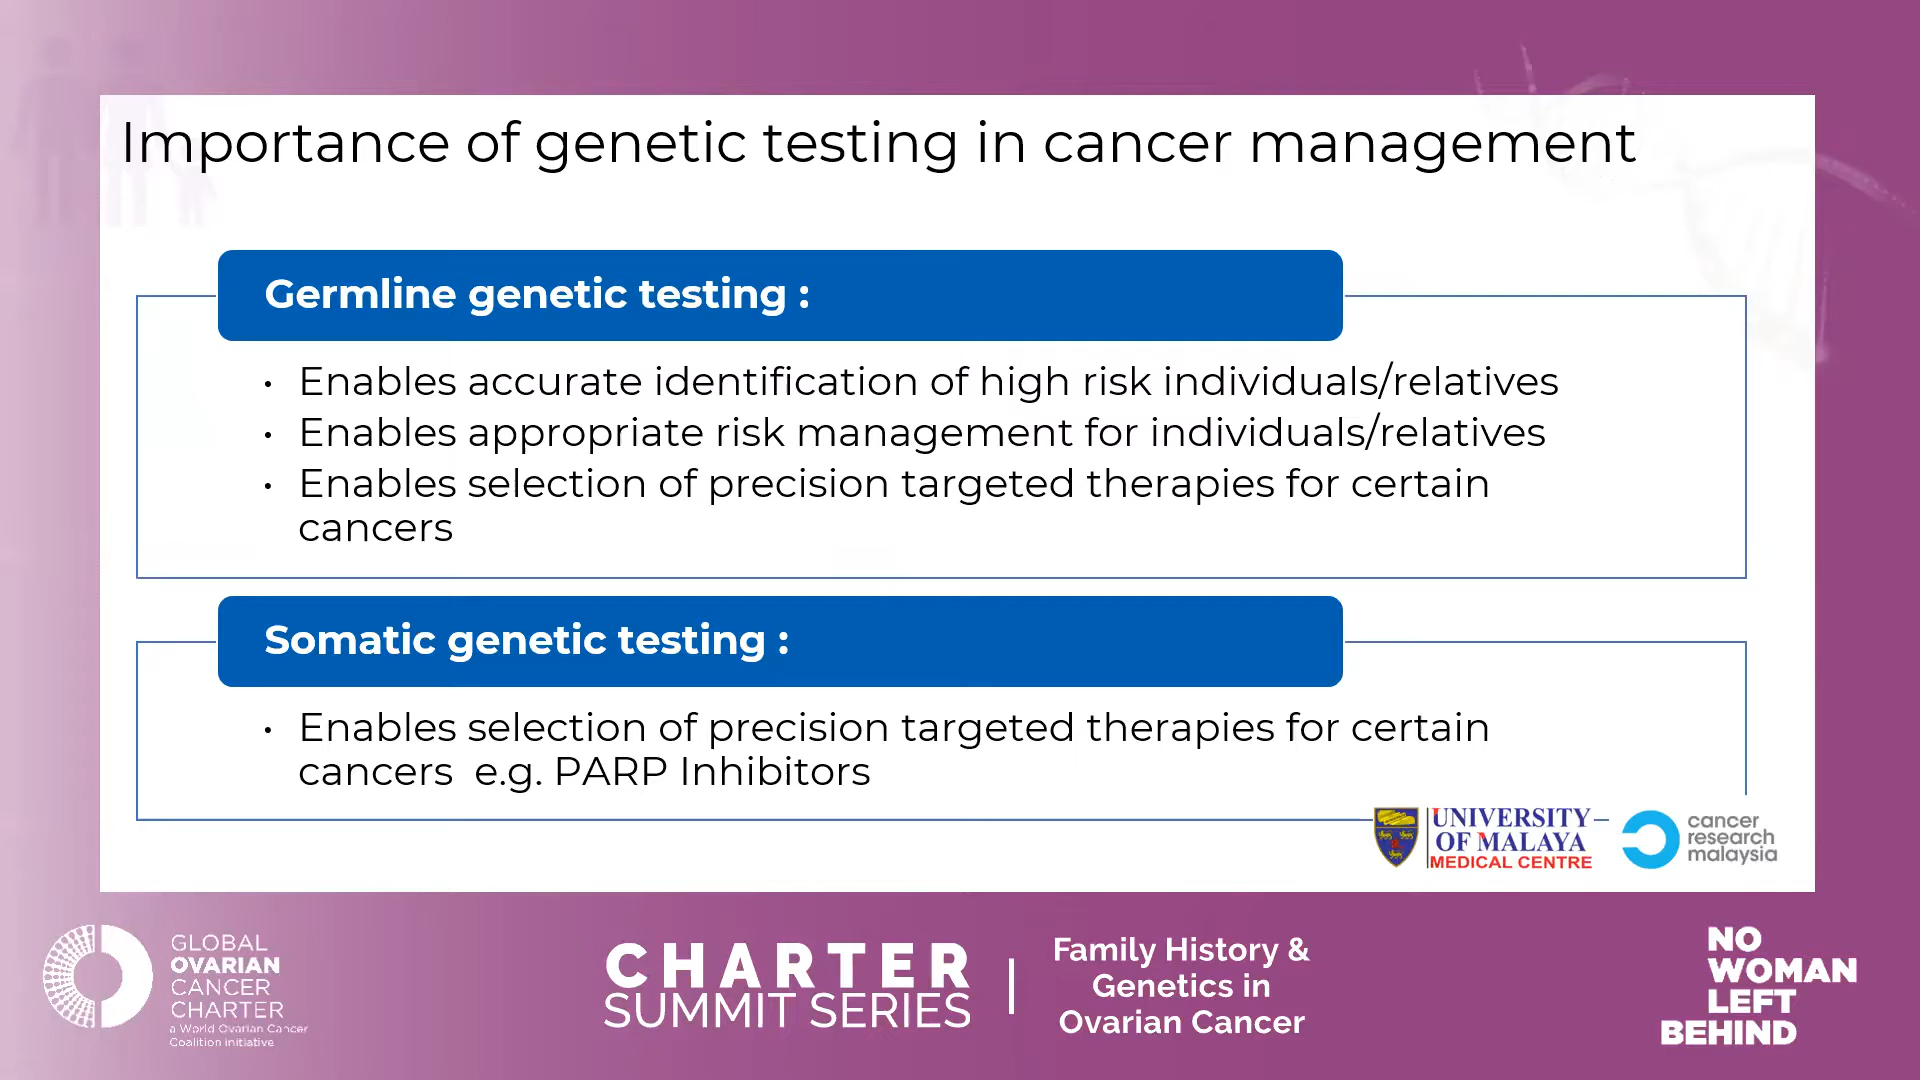 Importance of genetic testing in cancer management
Germline genetic testing :
• Enables accurate identification of high risk individuals/relatives
• Enables appropriate risk management for individuals/relatives
• Enables selection of precision targeted therapies for certain
cancers
Somatic genetic testing :
• Enables selection of precision targeted therapies for certain
cancers e.g. PARP Inhibitors
UNIVERSITY
OF MALAYA
MEDICAL CENTRE
cancer
research
malaysia
GLOBAL
OVARIAN
CANCER
CHARTER
a World Ovarian Cancer
Coalition initiative
CHARTER
SUMMIT SERIES
Family History &
Genetics in
Ovarian Cancer
NO
WOMAN
LEFT
BEHIND